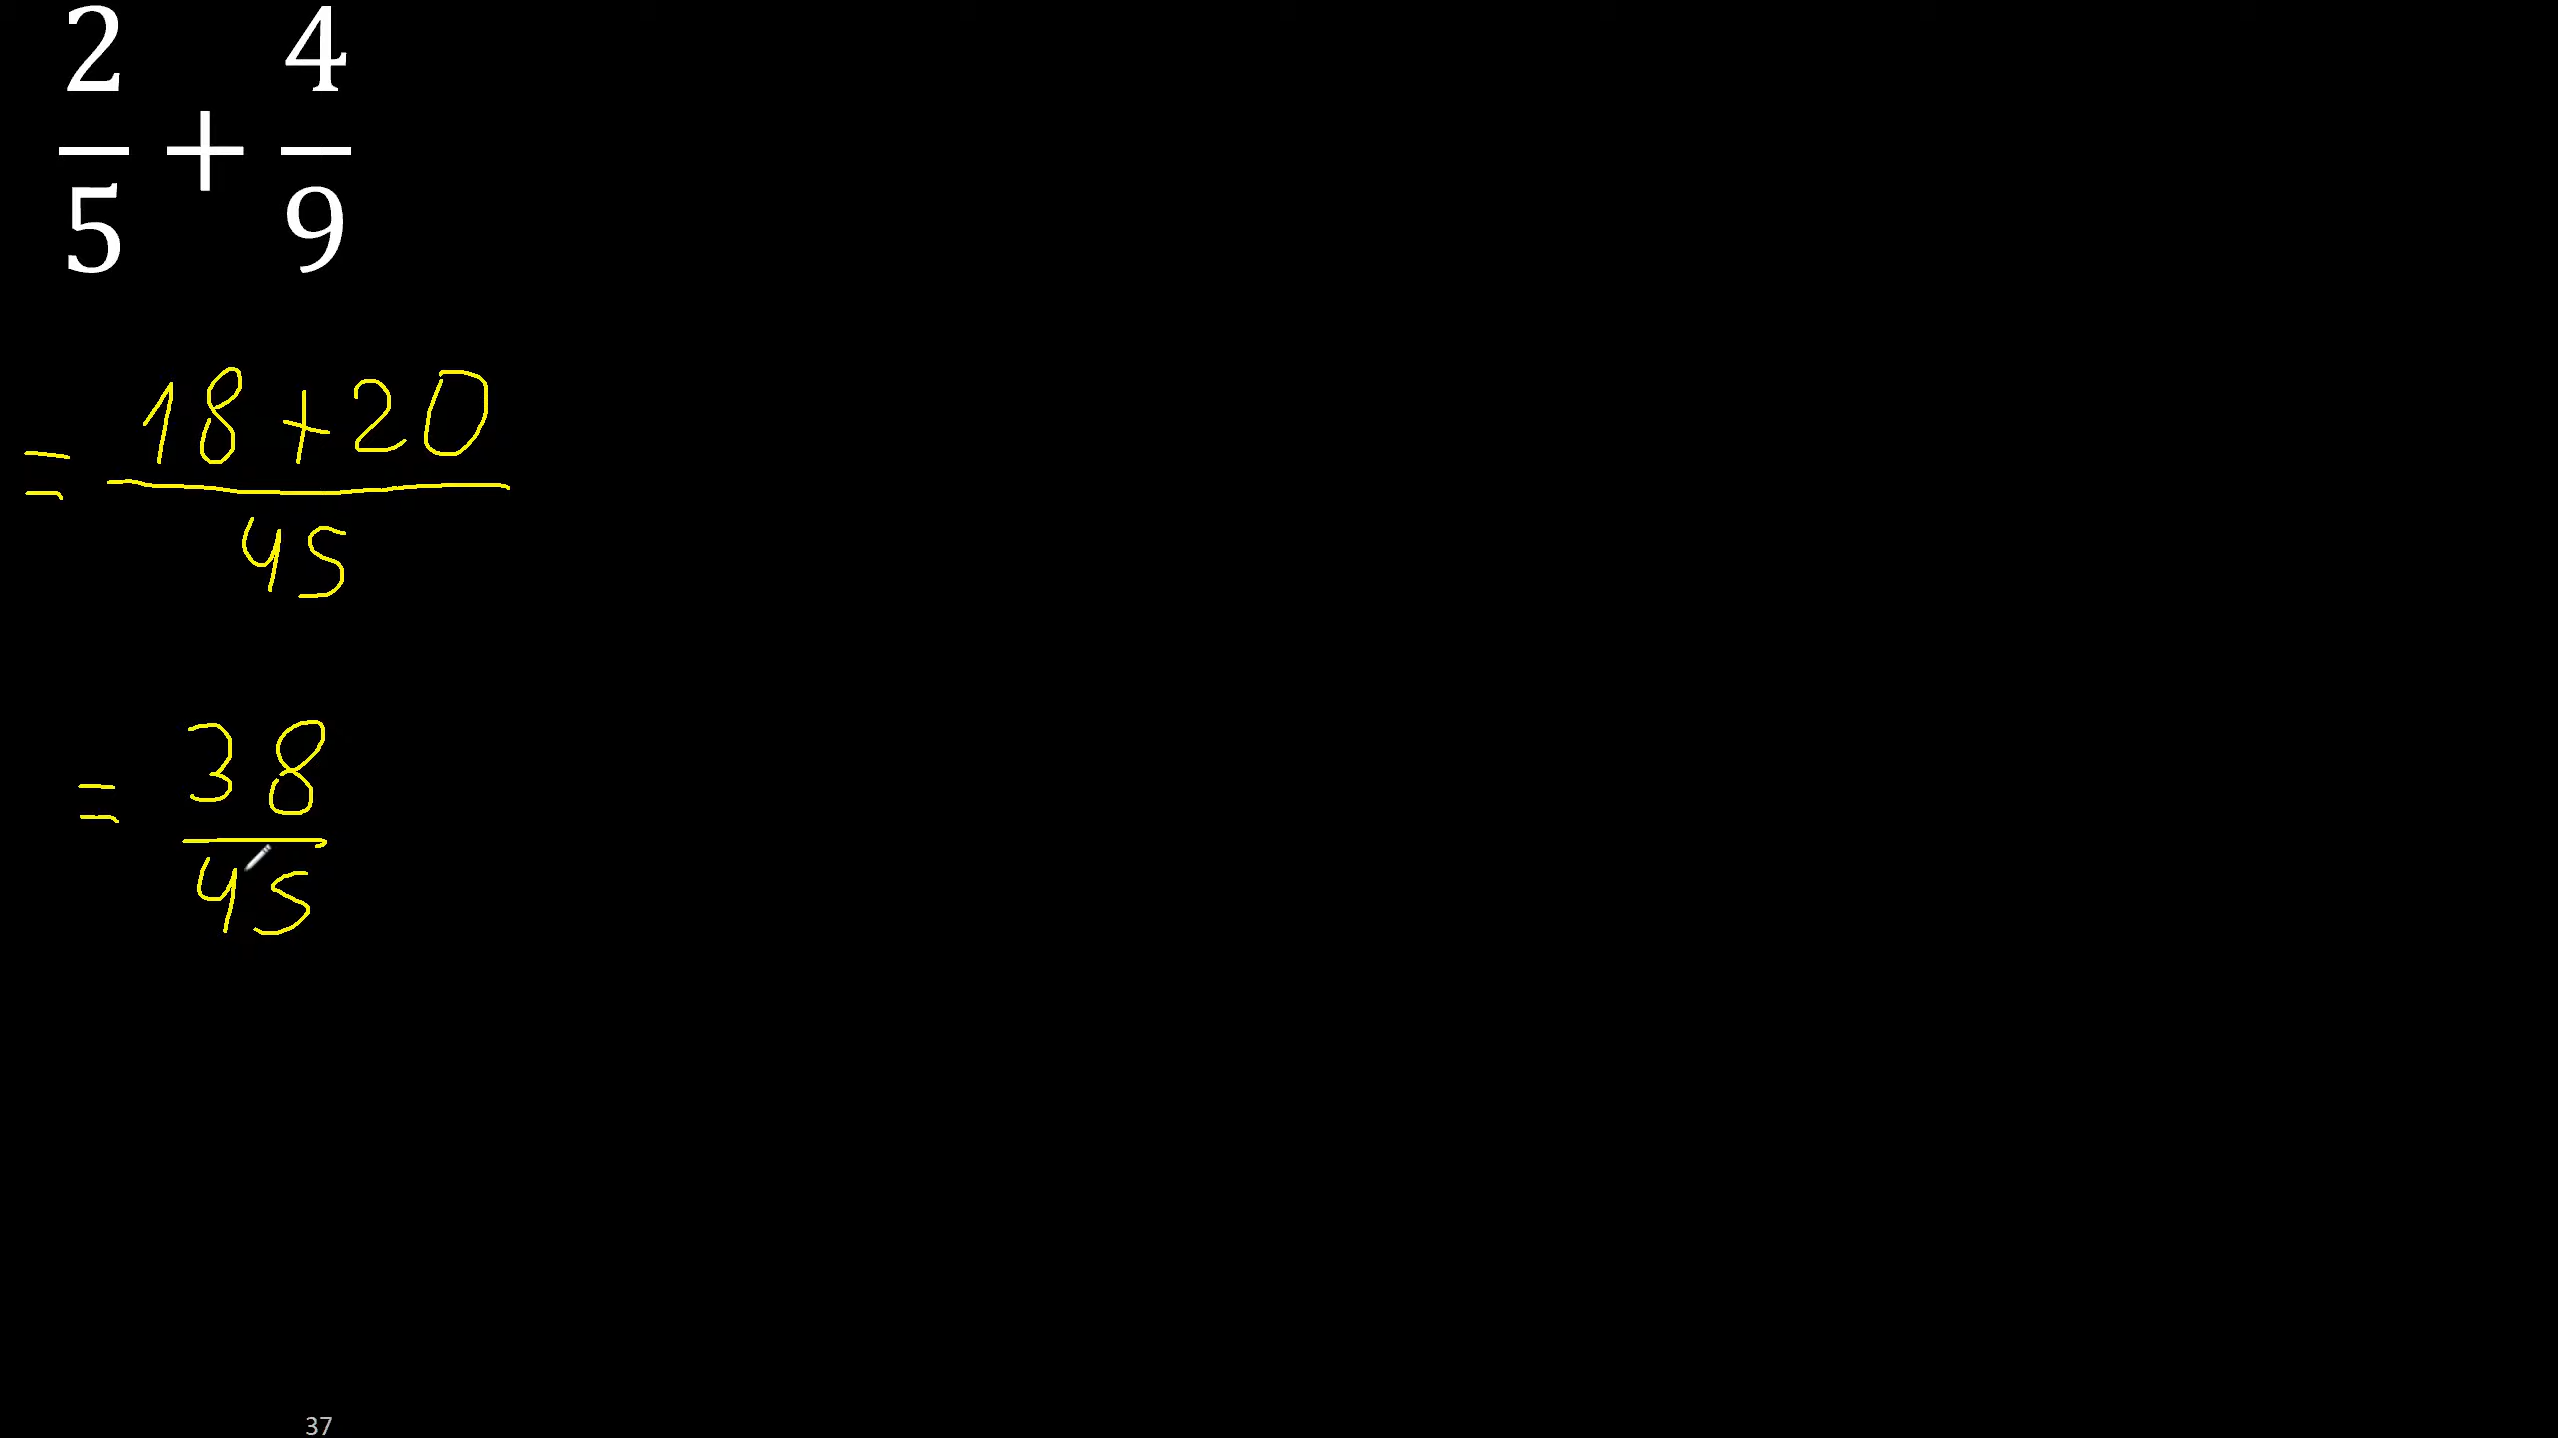 2/5 + 4/9
= 18+20/45
= 38/45
37